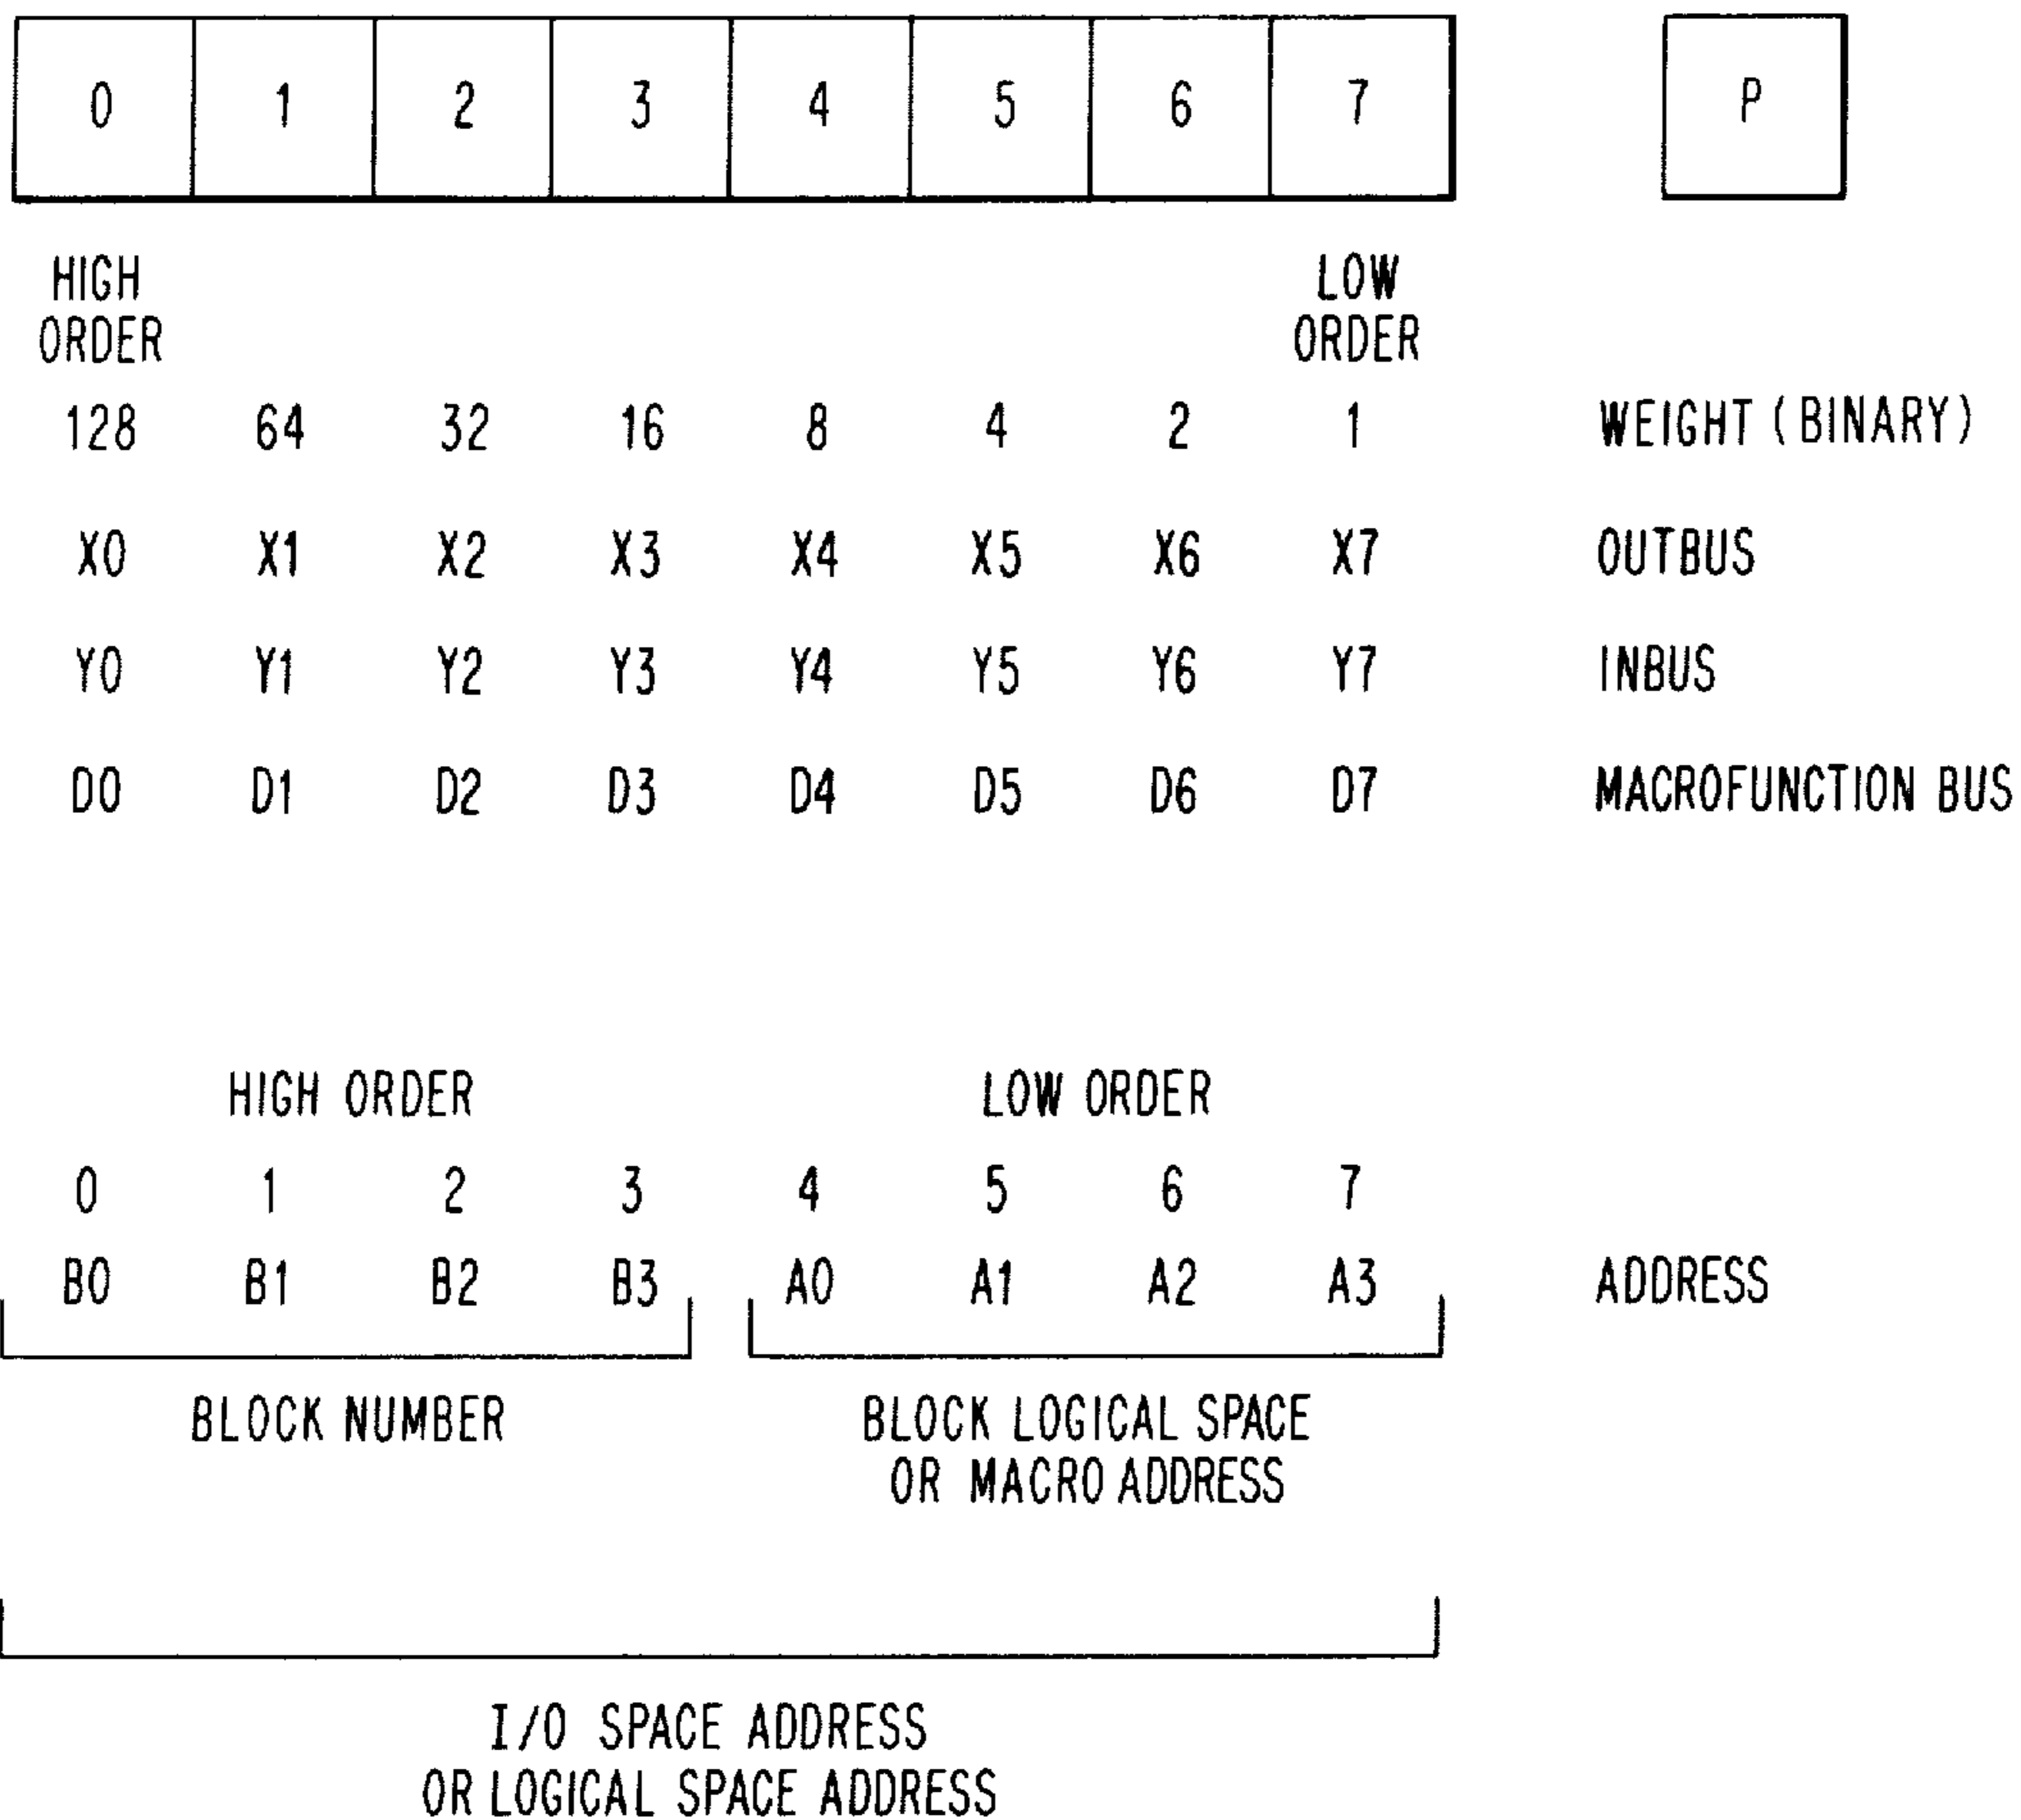 0 1 2 3 4 5 6 7 P
HIGH ORDER LOW ORDER
128 64 32 16 8 4 2 1 WEIGHT (BINARY)
X0 X1 X2 X3 X4 X5 X6 X7 OUTBUS
Y0 Y1 Y2 Y3 Y4 Y5 Y6 Y7 INBUS
D0 D1 D2 D3 D4 D5 D6 D7 MACROFUNCTION BUS
HIGH ORDER LOW ORDER
0 1 2 3 4 5 6 7
B0 B1 B2 B3 A0 A1 A2 A3 ADDRESS
BLOCK NUMBER BLOCK LOGICAL SPACE
OR MACRO ADDRESS
I/O SPACE ADDRESS
OR LOGICAL SPACE ADDRESS